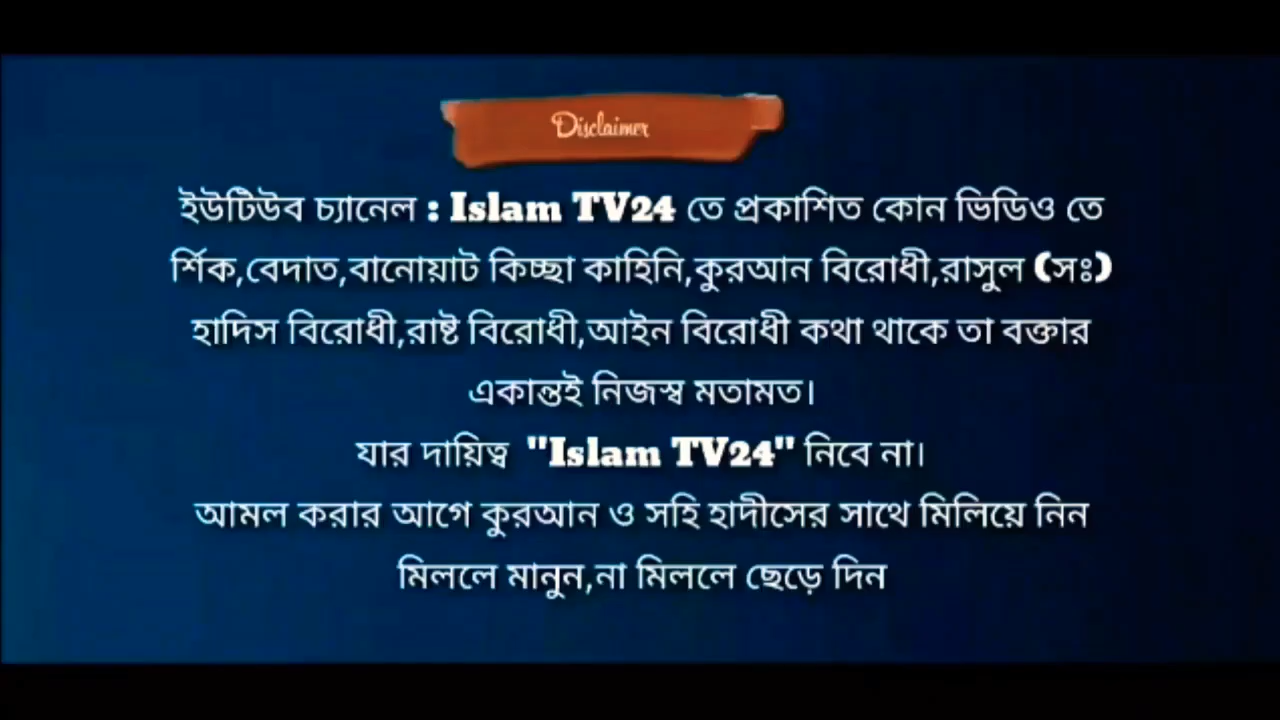 Disclaimer
ইউটিউব চ্যানেল : Islam TV24 তে প্রকাশিত কোন ভিডিও তে
র্শিক,বেদাত,বানোয়াট কিচ্ছা কাহিনি,কুরআন বিরোধী,রাসুল (সঃ)
হাদিস বিরোধী,রাষ্ট বিরোধী,আইন বিরোধী কথা থাকে তা বক্তার
একান্তই নিজস্ব মতামত।
যার দায়িত্ব "Islam TV24" নিবে না।
আমল করার আগে কুরআন ও সহি হাদীসের সাথে মিলিয়ে নিন
মিললে মানুন,না মিললে ছেড়ে দিন